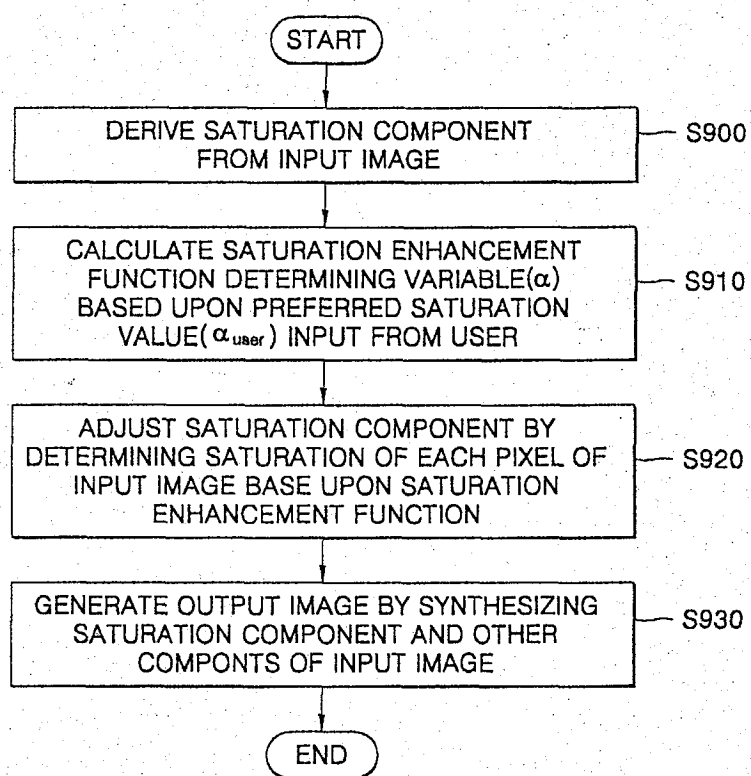 START
DERIVE SATURATION COMPONENT
FROM INPUT IMAGE
S900
CALCULATE SATURATION ENHANCEMENT
FUNCTION DETERMINING VARIABLE(α)
BASED UPON PREFERRED SATURATION
VALUE(αuser) INPUT FROM USER
S910
ADJUST SATURATION COMPONENT BY
DETERMINING SATURATION OF EACH PIXEL OF
INPUT IMAGE BASE UPON SATURATION
ENHANCEMENT FUNCTION
S920
GENERATE OUTPUT IMAGE BY SYNTHESIZING
SATURATION COMPONENT AND OTHER
COMPONTS OF INPUT IMAGE
S930
END